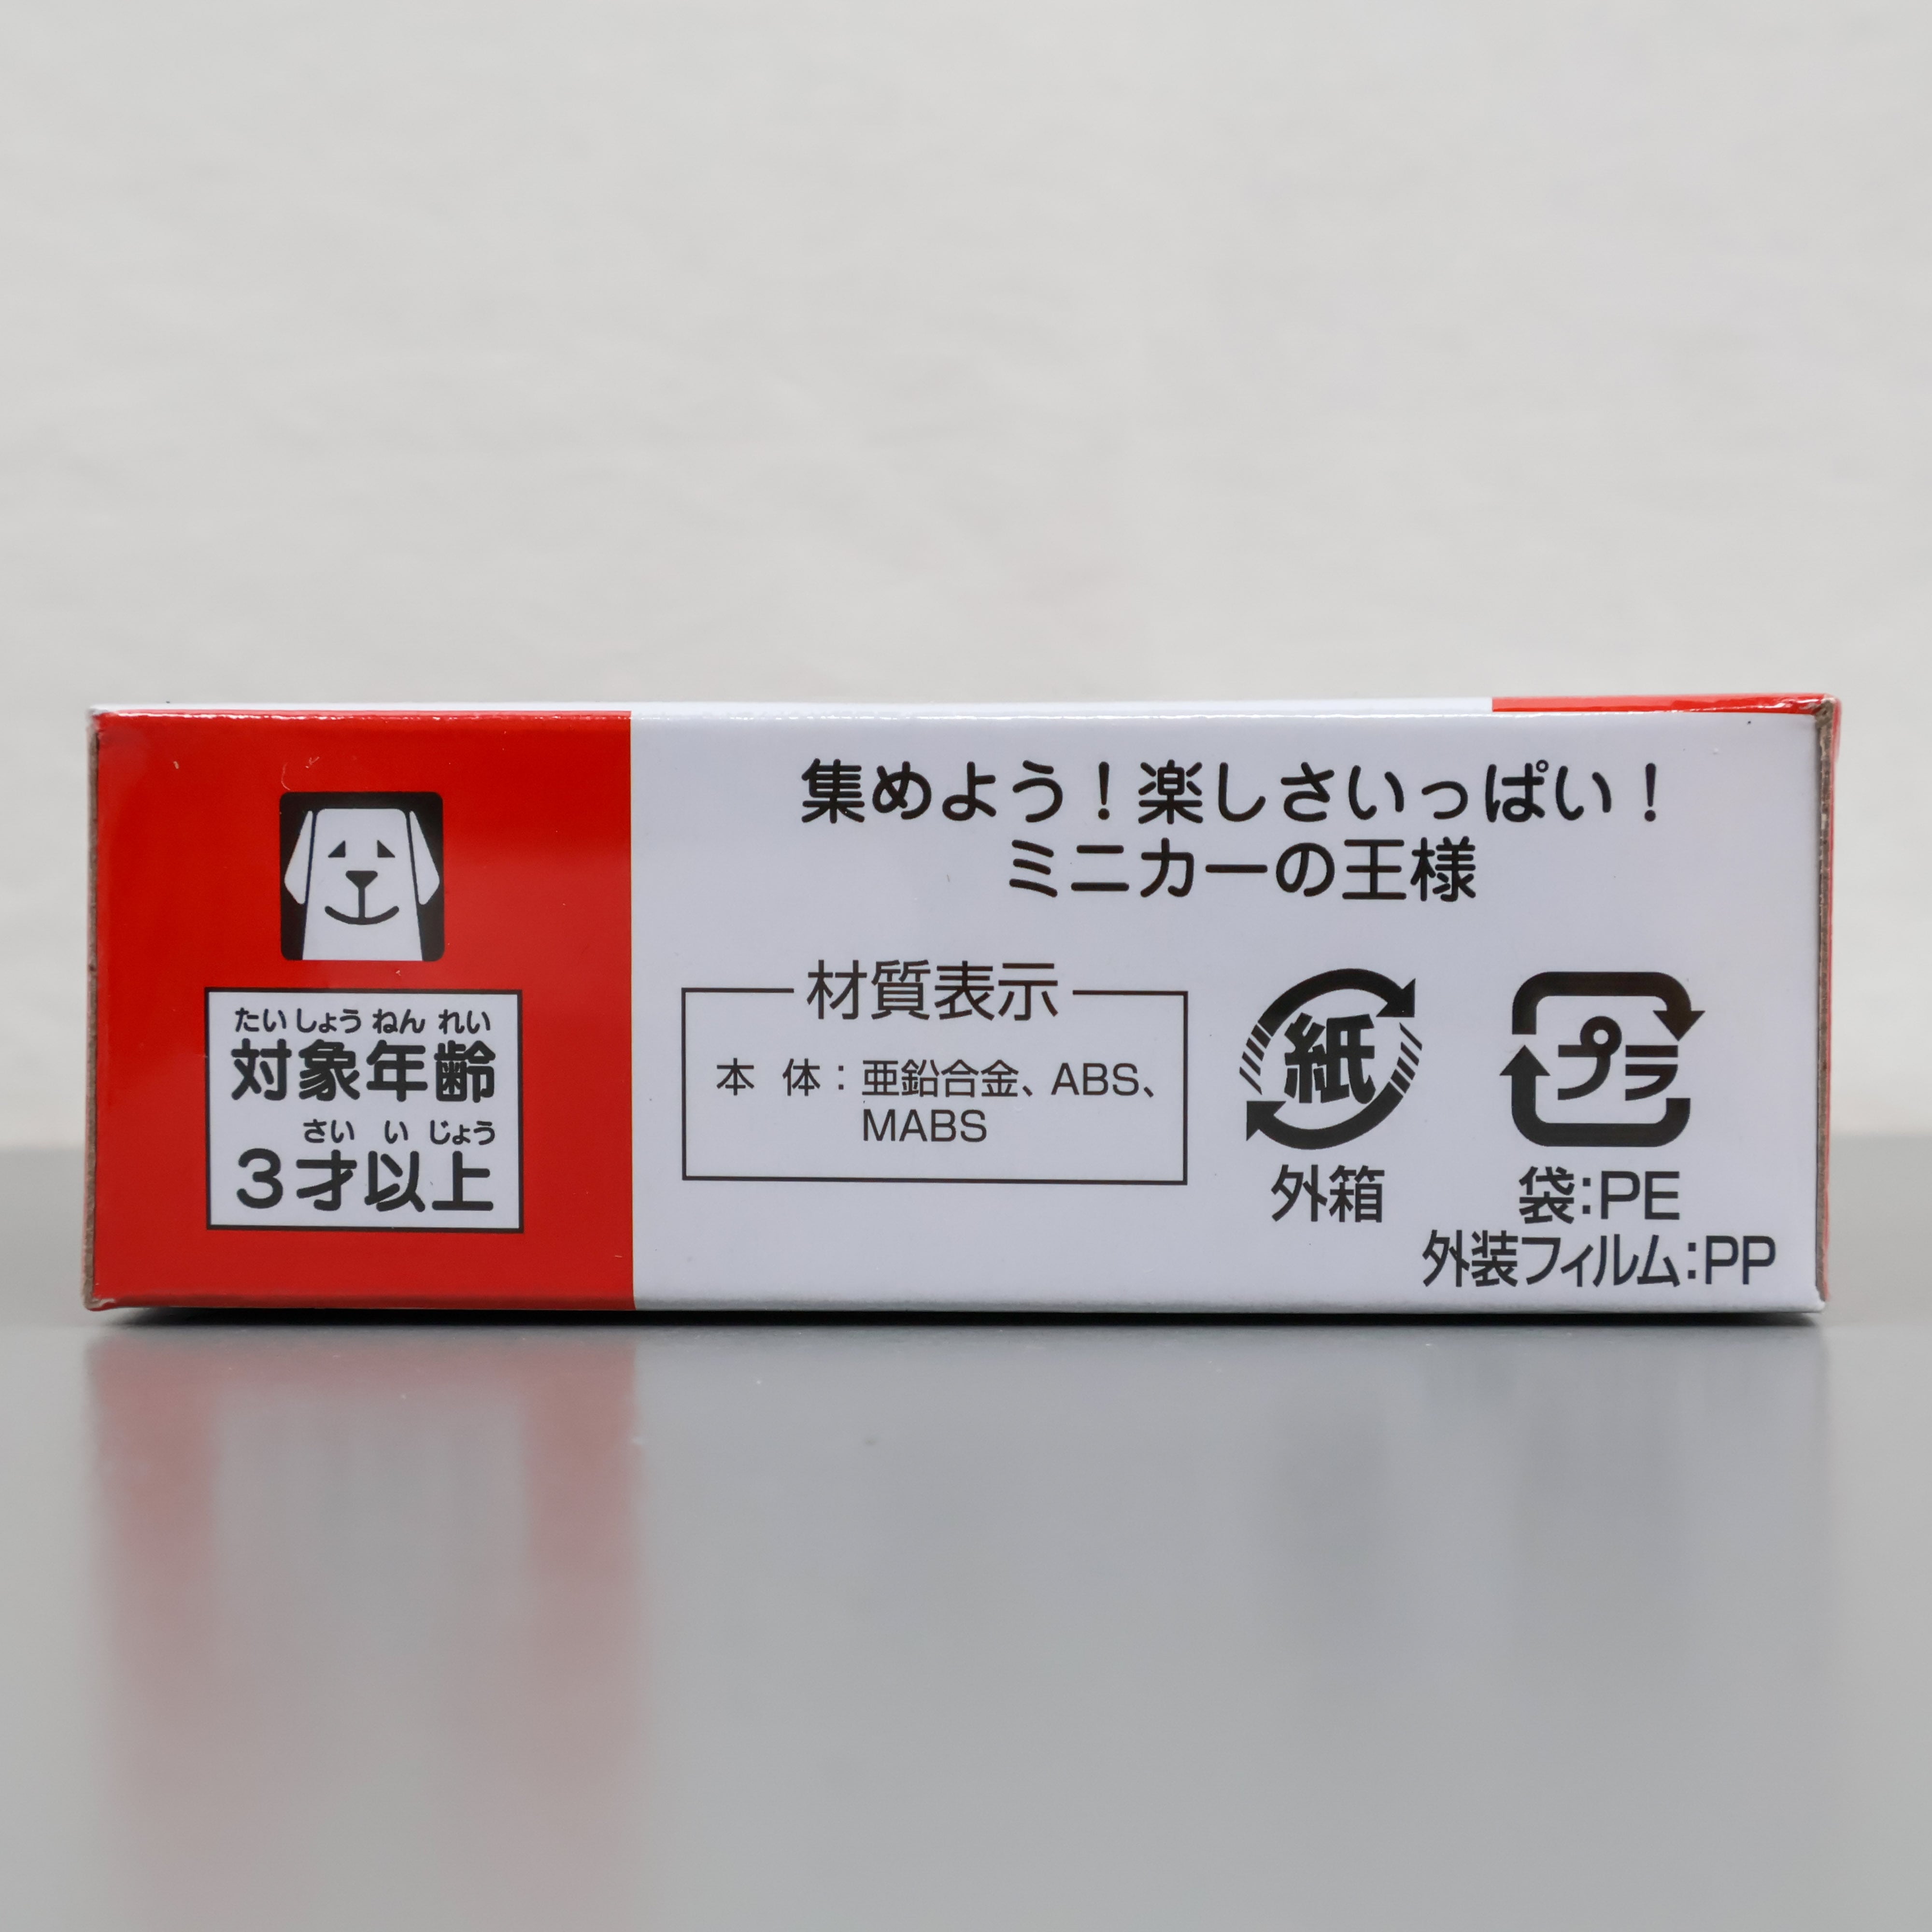 たいしょうねんれい
対象年齢
さいいじょう
3才以上
集めよう！楽しさいっぱい！
ミニカーの王様
材質表示
本体：亜鉛合金、ABS、
MABS
紙
外箱
プラ
袋：PE
外装フィルム：PP